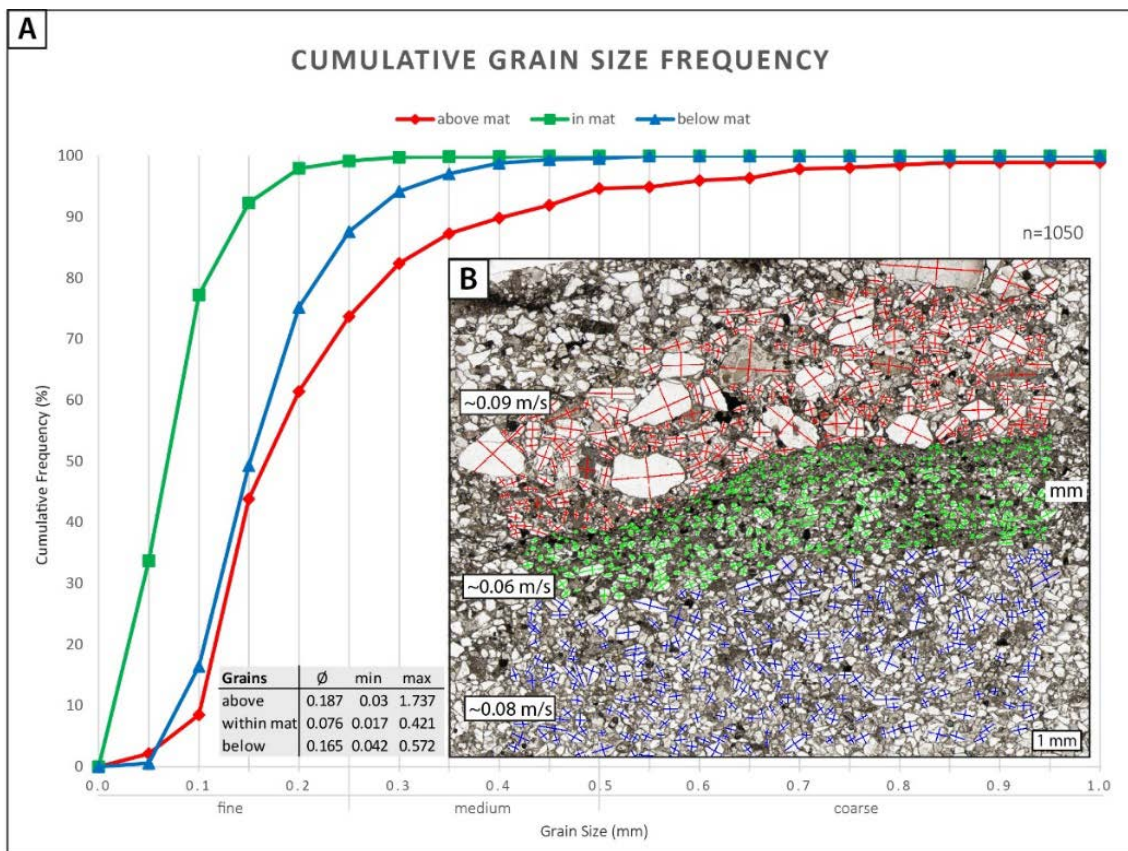 A
CUMULATIVE GRAIN SIZE FREQUENCY
above mat in mat below mat
100
90
80
70
60
50
40
30
20
10
0
Cumulative Frequency (%)
n=1050
B
~0.09 m/s
mm
~0.06 m/s
~0.08 m/s
1 mm
Grains Ø min max
above 0.187 0.03 1.737
within mat 0.076 0.017 0.421
below 0.165 0.042 0.572
0.0 0.1 0.2 0.3 0.4 0.5 0.6 0.7 0.8 0.9 1.0
fine medium coarse
Grain Size (mm)